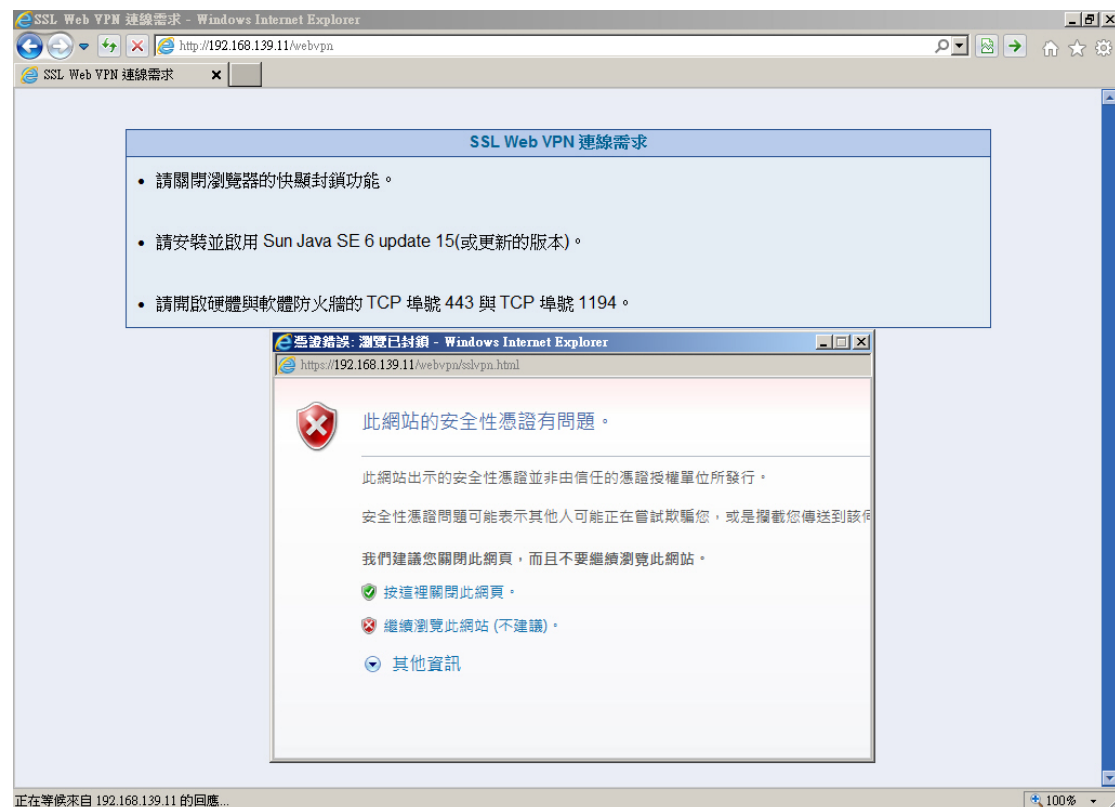 SSL Web VPN 連線需求 - Windows Internet Explorer
http://192.168.139.11/webvpn
SSL Web VPN 連線需求
SSL Web VPN 連線需求
• 請關閉瀏覽器的快顯封鎖功能。
• 請安裝並啟用 Sun Java SE 6 update 15(或更新的版本)。
• 請開啟硬體與軟體防火牆的 TCP 埠號 443 與 TCP 埠號 1194。
憑證錯誤: 瀏覽已封鎖 - Windows Internet Explorer
https://192.168.139.11/webvpn/sslvpn.html
此網站的安全性憑證有問題。
此網站出示的安全性憑證並非由信任的憑證授權單位所發行。
安全性憑證問題可能表示其他人可能正在嘗試欺騙您，或是攔截您傳送到該伺
我們建議您關閉此網頁，而且不要繼續瀏覽此網站。
按這裡關閉此網頁。
繼續瀏覽此網站 (不建議)。
其他資訊
正在等候來自 192.168.139.11 的回應...
100%